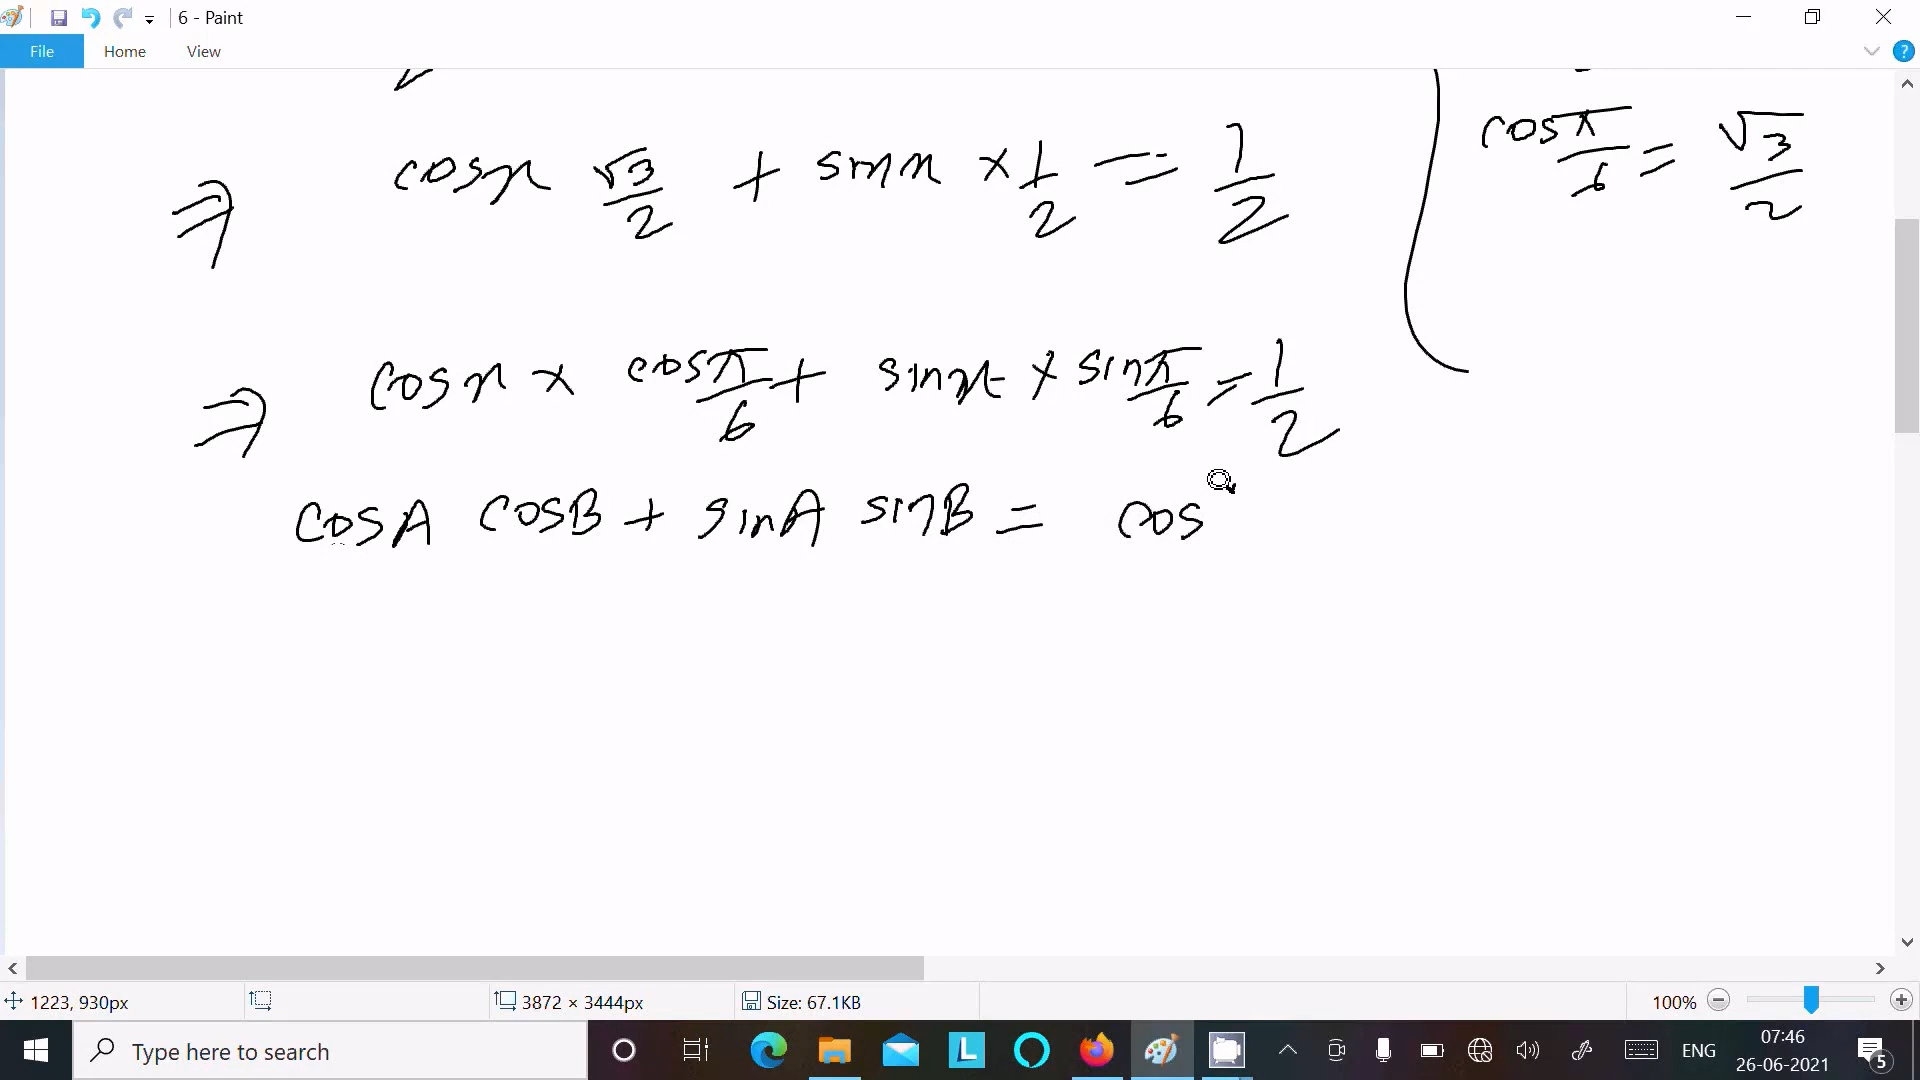 6 - Paint
File Home View
⇒ cosx √3/2 + sinx × 1/2 = 1/2
cos π/6 = √3/2
⇒ cosx × cos π/6 + sinx × sin π/6 = 1/2
cosA cosB + sinA sinB = cos
1223, 930px 3872 × 3444px Size: 67.1KB 100%
Type here to search L ENG 07:46
26-06-2021 5